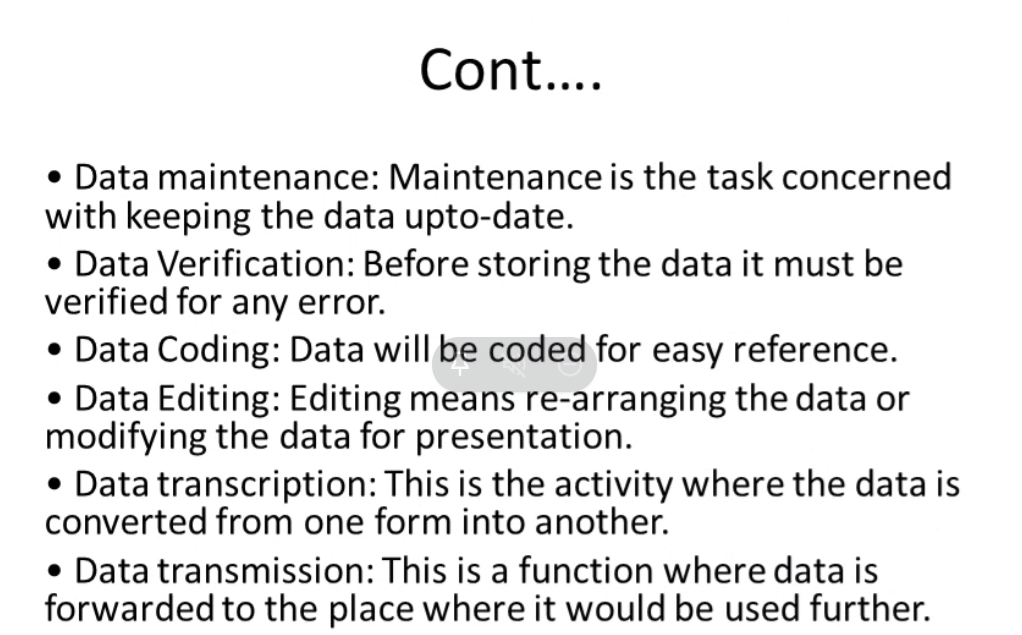 Cont....
• Data maintenance: Maintenance is the task concerned
with keeping the data upto-date.
• Data Verification: Before storing the data it must be
verified for any error.
• Data Coding: Data will be coded for easy reference.
• Data Editing: Editing means re-arranging the data or
modifying the data for presentation.
• Data transcription: This is the activity where the data is
converted from one form into another.
• Data transmission: This is a function where data is
forwarded to the place where it would be used further.